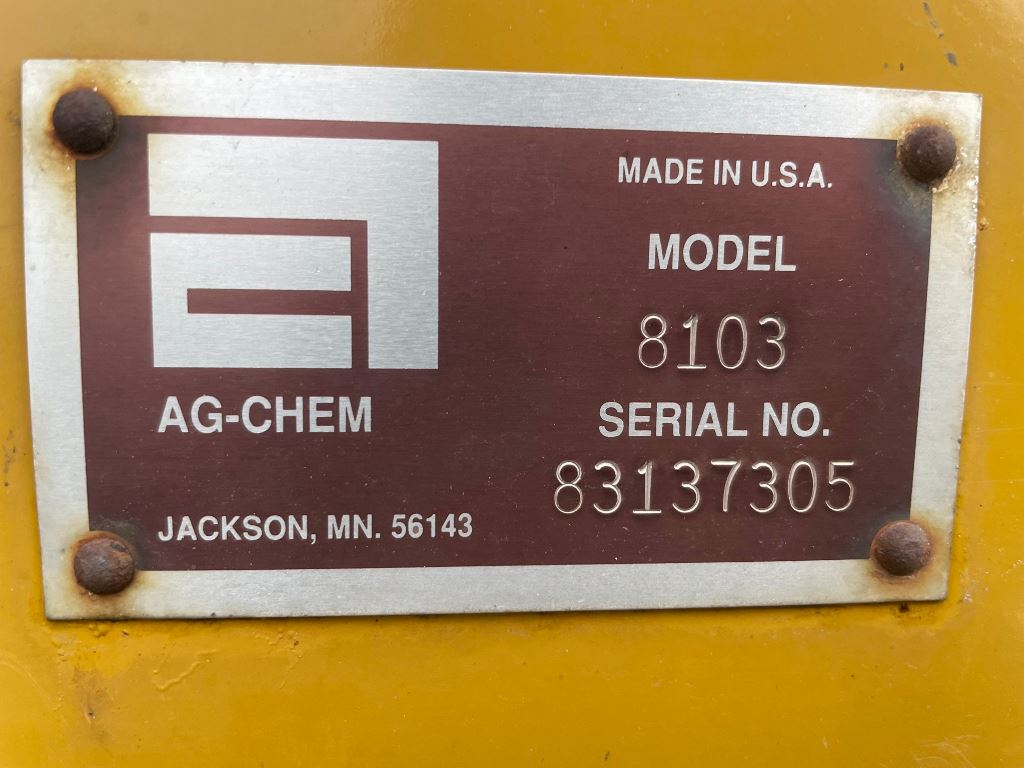 MADE IN U.S.A.
MODEL
8103
AG-CHEM
SERIAL NO.
83137305
JACKSON, MN. 56143